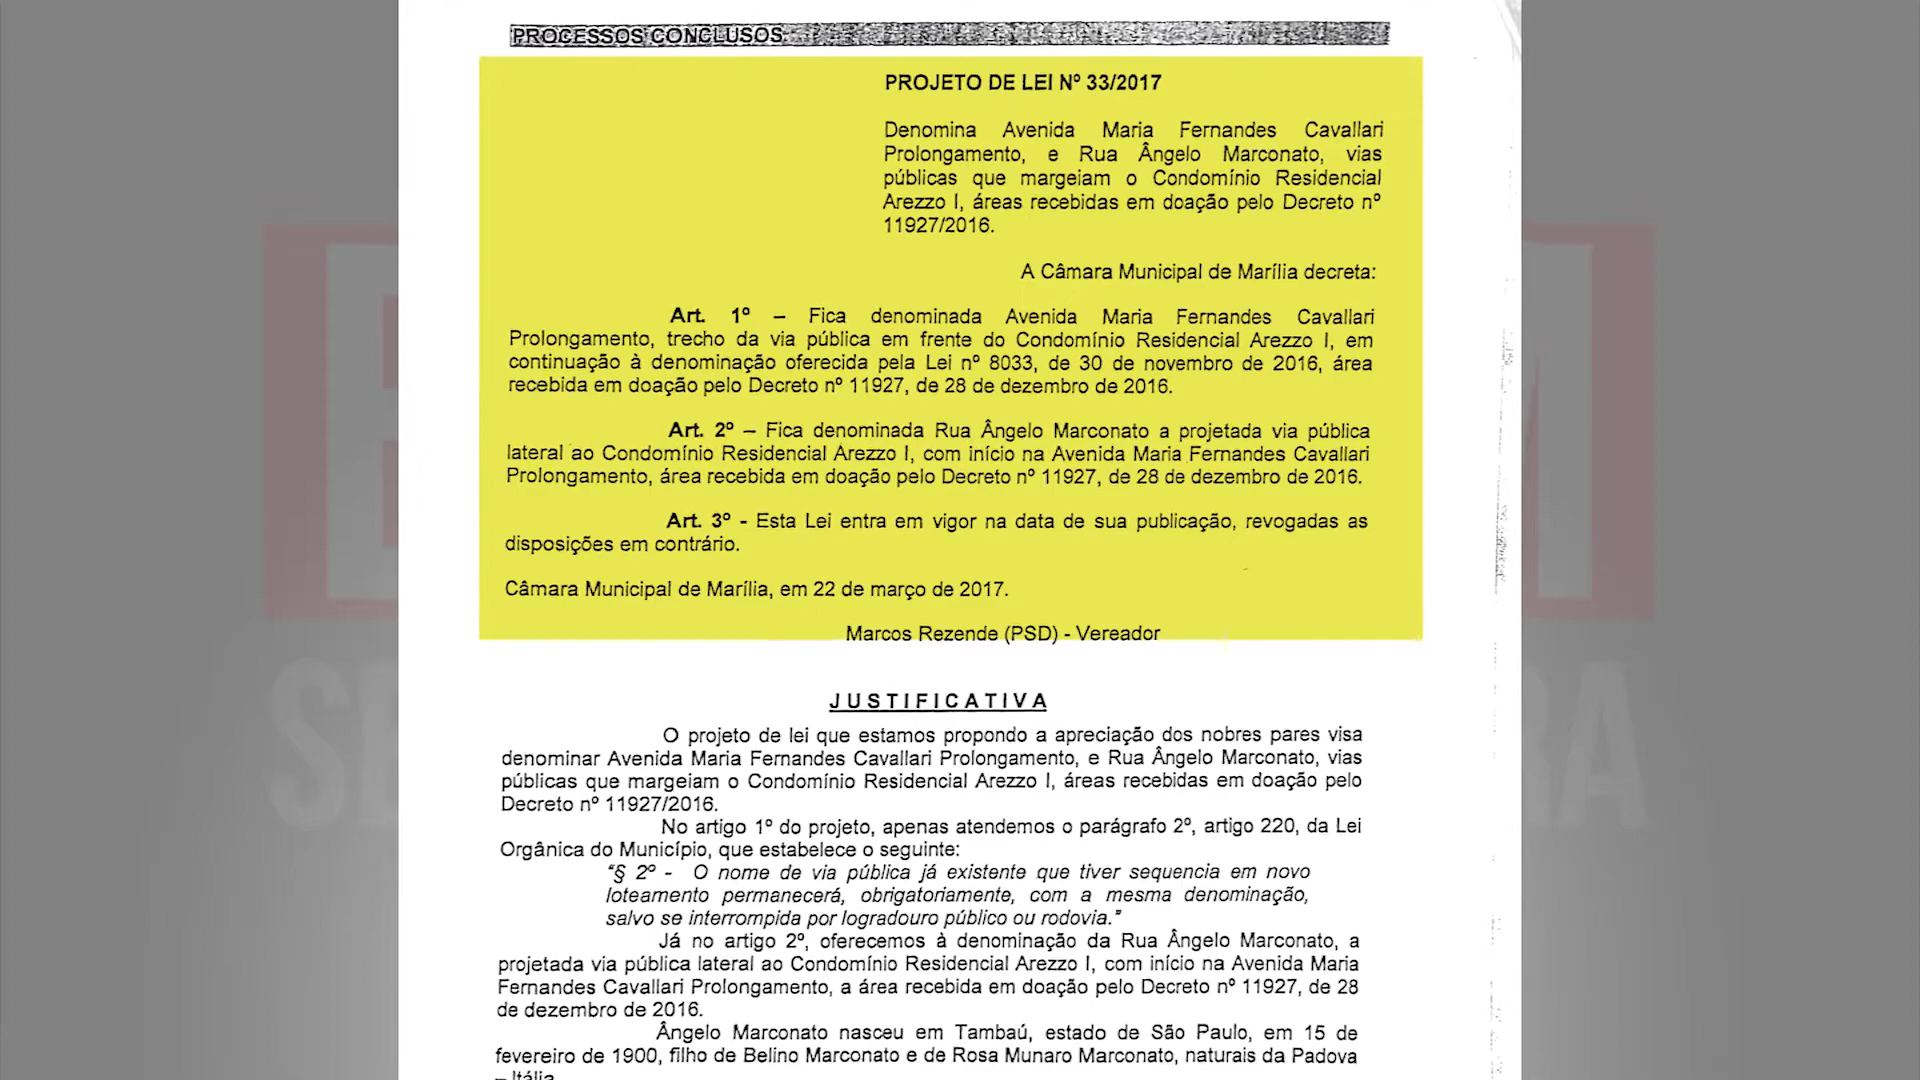 PROCESSOS CONCLUSOS
PROJETO DE LEI Nº 33/2017
Denomina Avenida Maria Fernandes Cavallari
Prolongamento, e Rua Ângelo Marconato, vias
públicas que margeiam o Condomínio Residencial
Arezzo I, áreas recebidas em doação pelo Decreto nº
11927/2016.
A Câmara Municipal de Marília decreta:
Art. 1º – Fica denominada Avenida Maria Fernandes Cavallari
Prolongamento, trecho da via pública em frente do Condomínio Residencial Arezzo I, em
continuação à denominação oferecida pela Lei nº 8033, de 30 de novembro de 2016, área
recebida em doação pelo Decreto nº 11927, de 28 de dezembro de 2016.
Art. 2º – Fica denominada Rua Ângelo Marconato a projetada via pública
lateral ao Condomínio Residencial Arezzo I, com início na Avenida Maria Fernandes Cavallari
Prolongamento, área recebida em doação pelo Decreto nº 11927, de 28 de dezembro de 2016.
Art. 3º - Esta Lei entra em vigor na data de sua publicação, revogadas as
disposições em contrário.
Câmara Municipal de Marília, em 22 de março de 2017.
Marcos Rezende (PSD) - Vereador
JUSTIFICATIVA
O projeto de lei que estamos propondo a apreciação dos nobres pares visa
denominar Avenida Maria Fernandes Cavallari Prolongamento, e Rua Ângelo Marconato, vias
públicas que margeiam o Condomínio Residencial Arezzo I, áreas recebidas em doação pelo
Decreto nº 11927/2016.
No artigo 1º do projeto, apenas atendemos o parágrafo 2º, artigo 220, da Lei
Orgânica do Município, que estabelece o seguinte:
"§ 2º - O nome de via pública já existente que tiver sequencia em novo
loteamento permanecerá, obrigatoriamente, com a mesma denominação,
salvo se interrompida por logradouro público ou rodovia."
Já no artigo 2º, oferecemos à denominação da Rua Ângelo Marconato, a
projetada via pública lateral ao Condomínio Residencial Arezzo I, com início na Avenida Maria
Fernandes Cavallari Prolongamento, a área recebida em doação pelo Decreto nº 11927, de 28
de dezembro de 2016.
Ângelo Marconato nasceu em Tambaú, estado de São Paulo, em 15 de
fevereiro de 1900, filho de Belino Marconato e de Rosa Munaro Marconato, naturais da Padova
– Itália